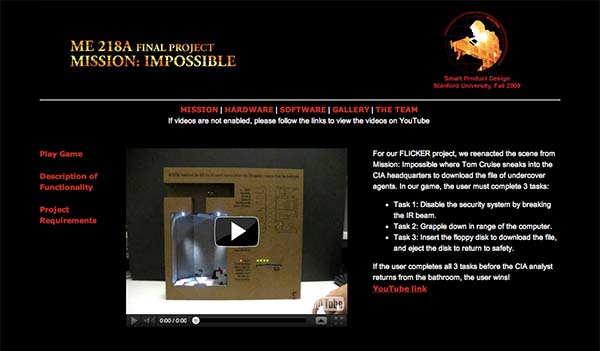 ME 218A FINAL PROJECT
MISSION: IMPOSSIBLE
Smart Product Design
Stanford University, Fall 2009
MISSION | HARDWARE | SOFTWARE | GALLERY | THE TEAM
If videos are not enabled, please follow the links to view the videos on YouTube
Play Game
Description of
Functionality
Project
Requirements
0:00 / 0:00
For our FLICKER project, we reenacted the scene from
Mission: Impossible where Tom Cruise sneaks into the
CIA headquarters to download the file of undercover
agents. In our game, the user must complete 3 tasks:
• Task 1: Disable the security system by breaking
the IR beam.
• Task 2: Grapple down in range of the computer.
• Task 3: Insert the floppy disk to download the file,
and eject the disk to return to safety.
If the user completes all 3 tasks before the CIA analyst
returns from the bathroom, the user wins!
YouTube link